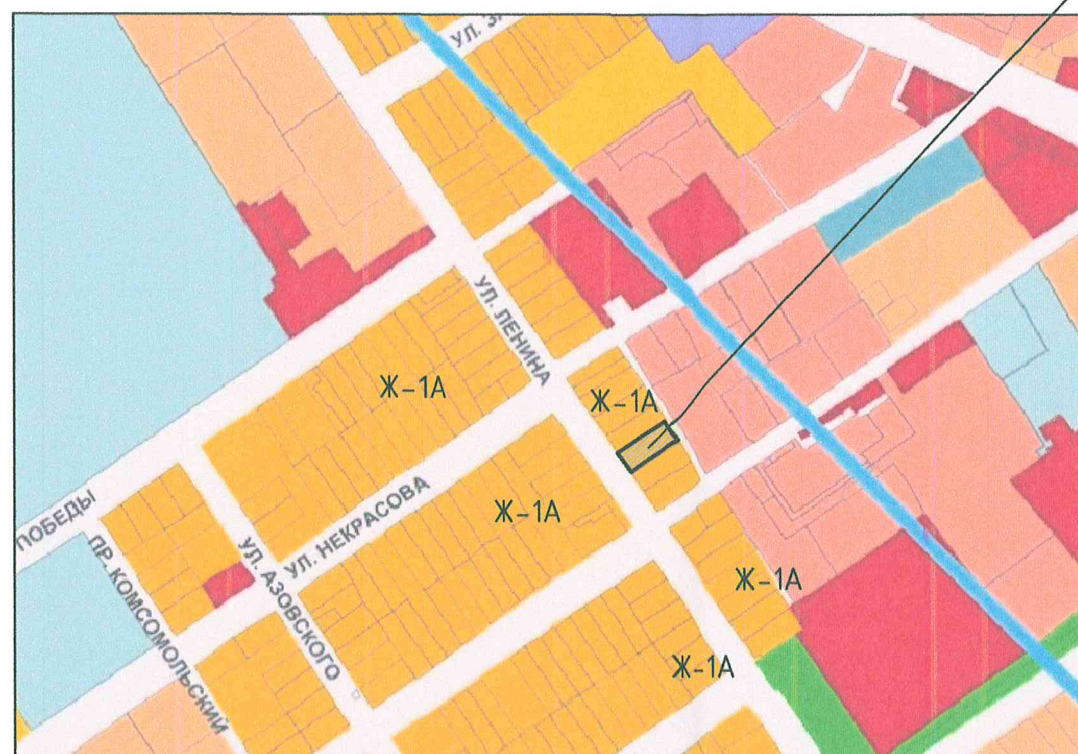 УЛ.
УЛ. ЛЕНИНА
Ж-1А
Ж-1А
УЛ. НЕКРАСОВА
Ж-1А
ПОБЕДЫ
ПР. КОМСОМОЛЬСКИЙ
УЛ. АЗОВСКОГО
Ж-1А
Ж-1А